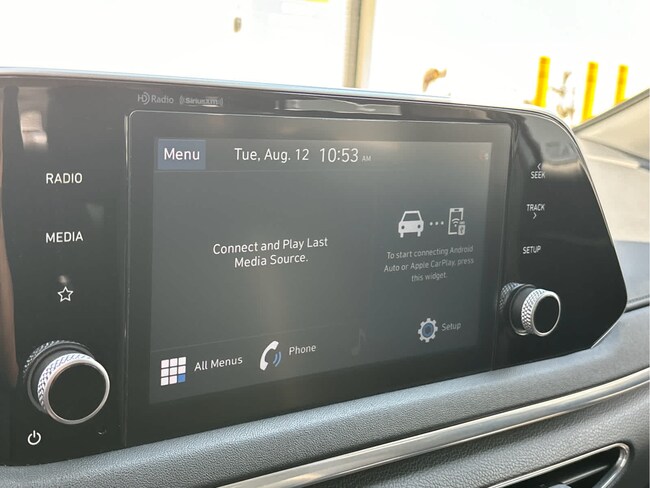 HD Radio (SiriusXM)
Menu Tue, Aug. 12 10:53 AM
RADIO
MEDIA
Connect and Play Last
Media Source.
To start connecting Android
Auto or Apple CarPlay, press
this widget.
All Menus
Phone
Setup
< SEEK
TRACK >
SETUP